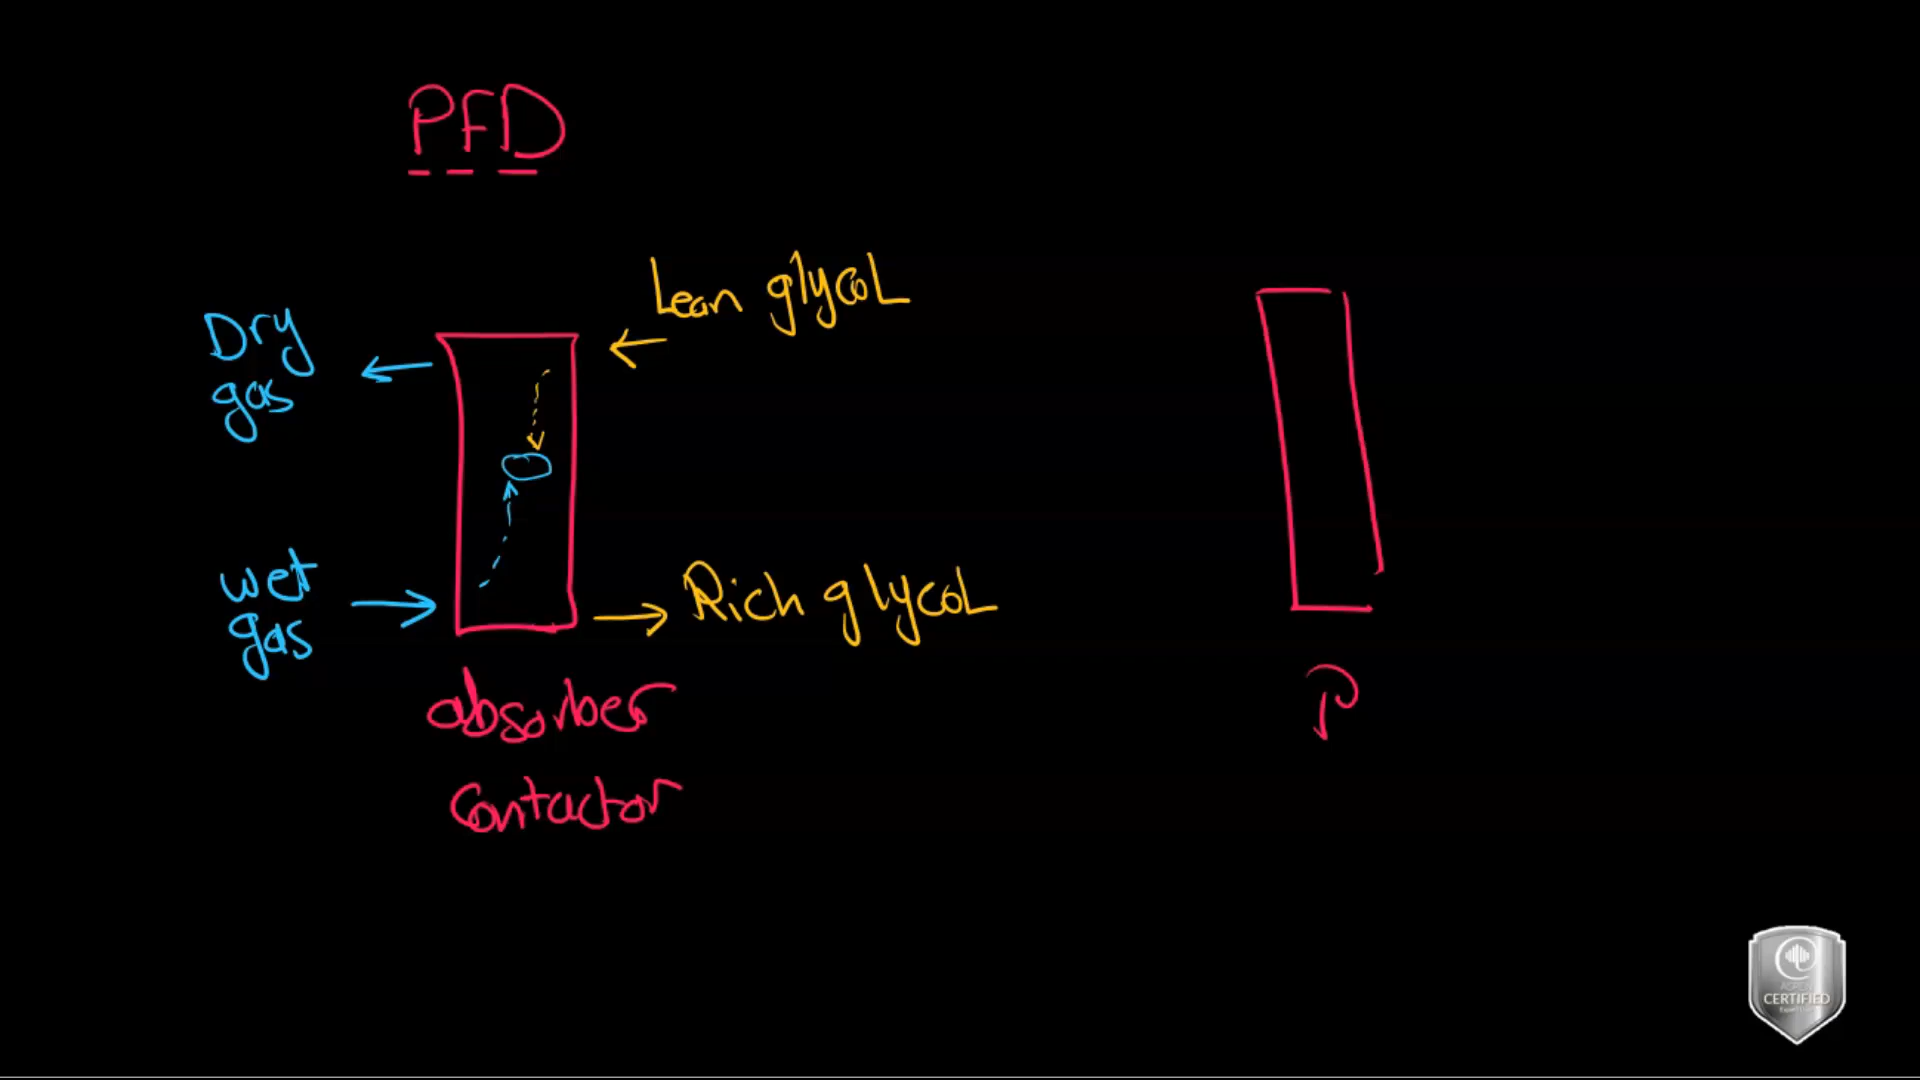 PFD
Lean glycol
Dry
gas
wet
gas
Rich glycol
absorber
Contactor
P
CERTIFIED